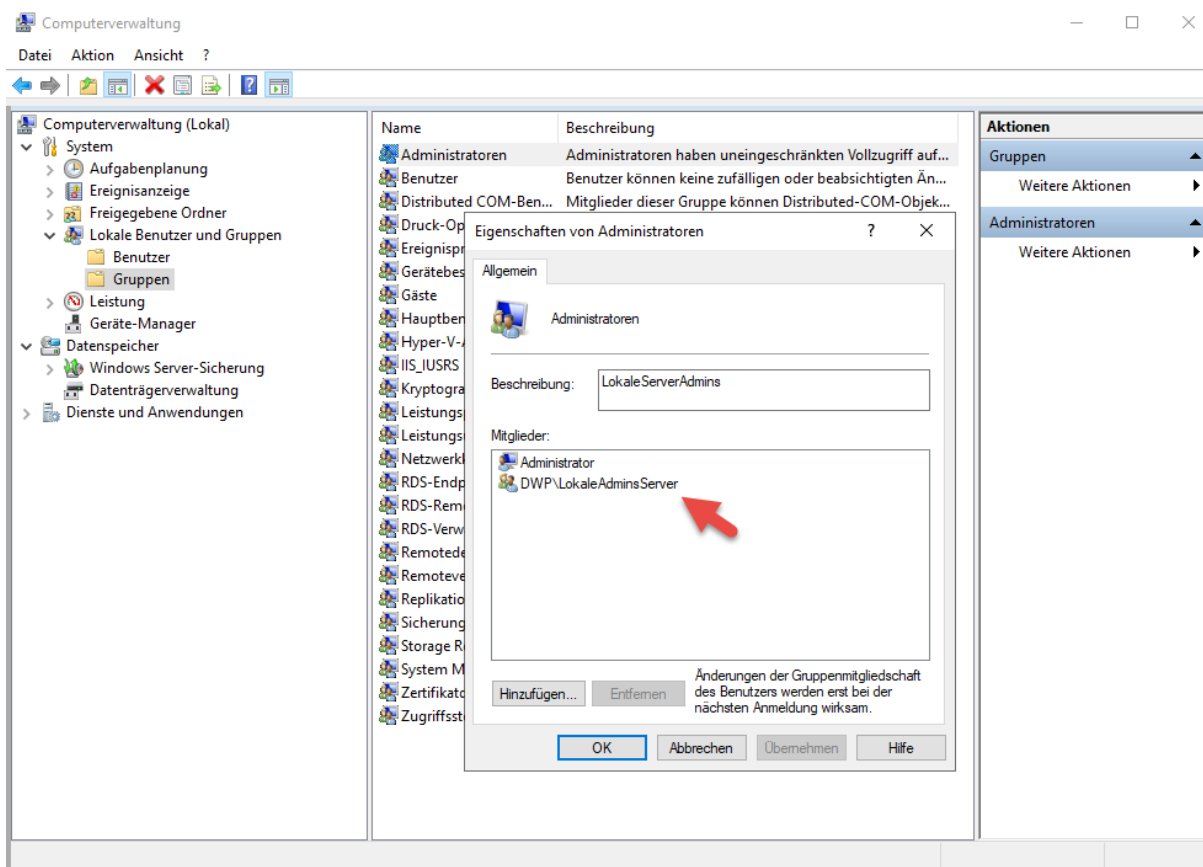 Computerverwaltung
Datei Aktion Ansicht ?
Computerverwaltung (Lokal)
System
Aufgabenplanung
Ereignisanzeige
Freigegebene Ordner
Lokale Benutzer und Gruppen
Benutzer
Gruppen
Leistung
Geräte-Manager
Datenspeicher
Windows Server-Sicherung
Datenträgerverwaltung
Dienste und Anwendungen
Name Beschreibung
Administratoren Administratoren haben uneingeschränkten Vollzugriff auf...
Benutzer Benutzer können keine zufälligen oder beabsichtigten Än...
Distributed COM-Ben... Mitglieder dieser Gruppe können Distributed-COM-Objek...
Druck-Op
Ereignispr
Gerätebes
Gäste
Hauptben
Hyper-V-
IIS_IUSRS
Kryptogra
Leistungs
Leistungs
Netzwerk
RDS-Endp
RDS-Rem
RDS-Verw
Remotede
Remoteve
Replikatio
Sicherung
Storage R
System M
Zertifikat
Zugriffsst
Eigenschaften von Administratoren ?
Allgemein
Administratoren
Beschreibung: LokaleServerAdmins
Mitglieder:
Administrator
DWP\LokaleAdminsServer
Hinzufügen... Entfernen
Änderungen der Gruppenmitgliedschaft
des Benutzers werden erst bei der
nächsten Anmeldung wirksam.
OK Abbrechen Übernehmen Hilfe
Aktionen
Gruppen
Weitere Aktionen
Administratoren
Weitere Aktionen